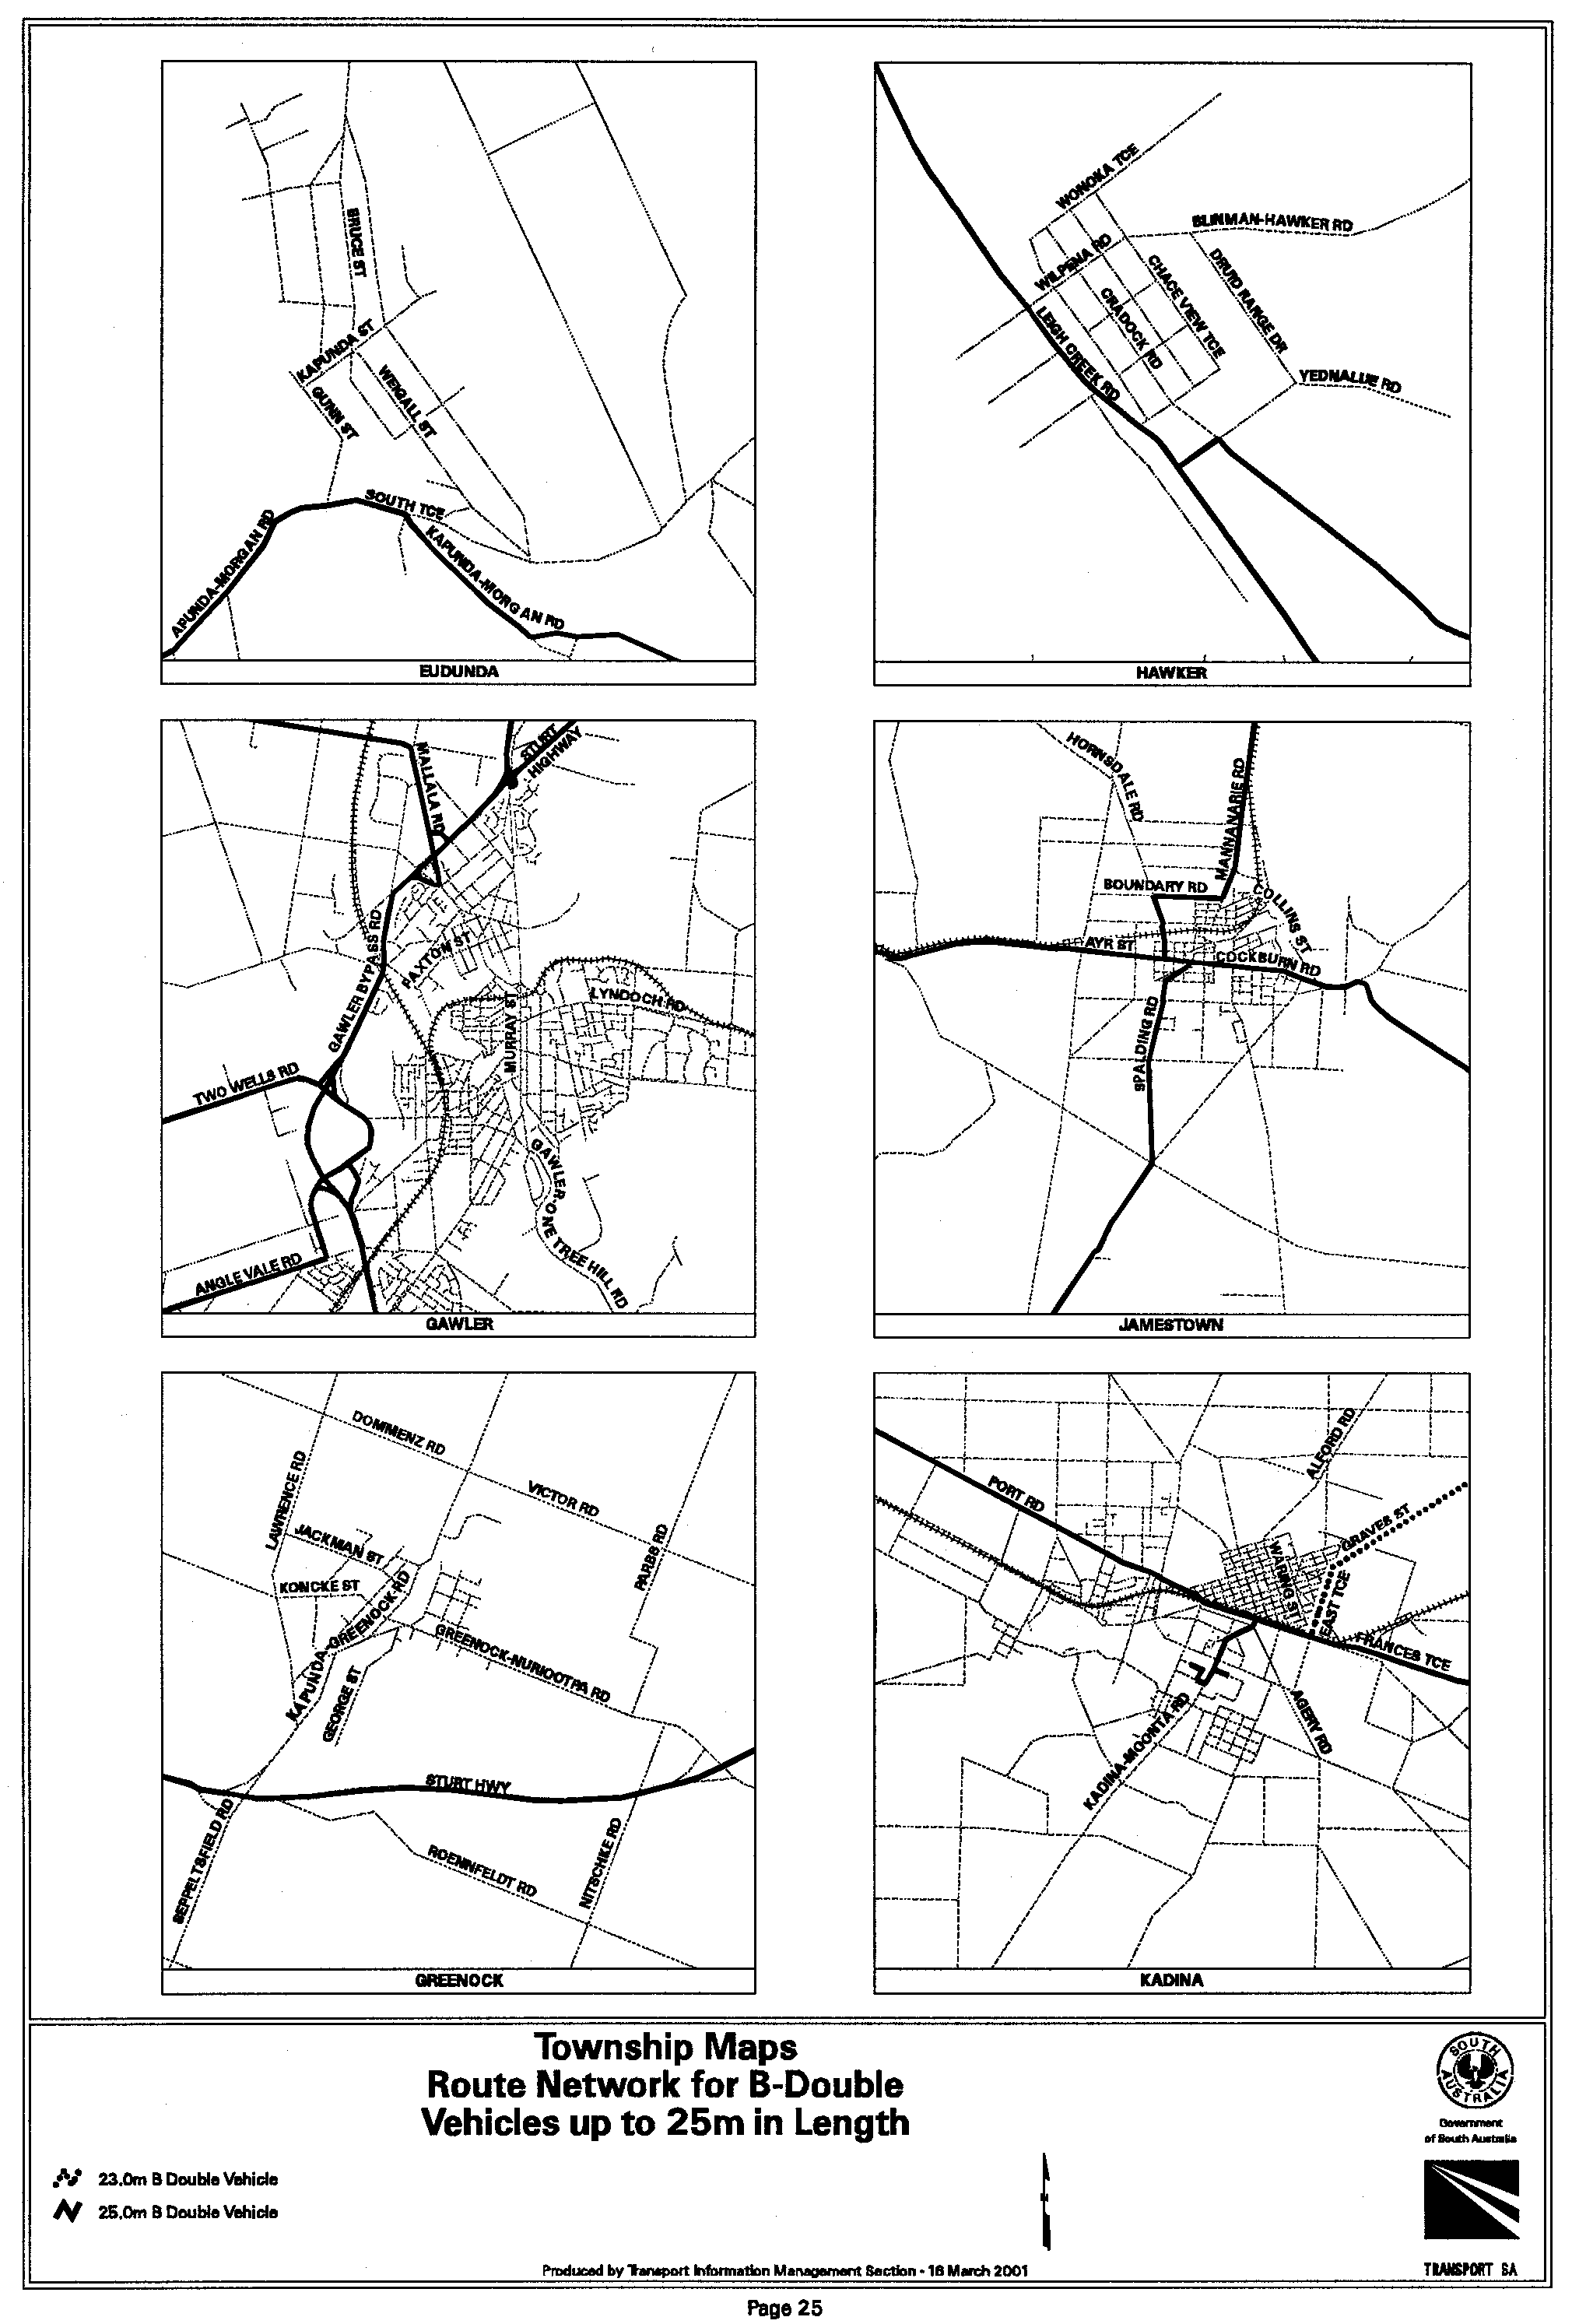 BRUCE ST
KAPUNDA ST
GUNN ST
WEIGALL ST
SOUTH TCE
APUNDA-MORGAN RD
KAPUNDA-MORGAN RD
EUDUNDA
WONOKA TCE
BLINMAN-HAWKER RD
WILPENA RD
CHACE VIEW TCE
DRUID RANGE DR
CRADOCK RD
LEIGH CREEK RD
YEDNALUE RD
HAWKER
MALLALA RD
STURT
HIGHWAY
PAXTON ST
GAWLER BYPASS RD
LYNDOCH RD
MURRAY ST
TWO WELLS RD
GAWLER-ONE TREE HILL RD
ANGLE VALE RD
GAWLER
HORNSDALE RD
MANNANARIE RD
BOUNDARY RD
COLLINS ST
AYR ST
COCKBURN RD
SPALDING RD
JAMESTOWN
DOMMENZ RD
LAWRENCE RD
VICTOR RD
JACKMAN ST
PARBS RD
KONCKE ST
KAPUNDA-GREENOCK RD
GREENOCK-NURIOOTPA RD
GEORGE ST
STURT HWY
SEPPELTSFIELD RD
ROENNFELDT RD
NITSCHKE RD
GREENOCK
ALFORD RD
PORT RD
GRAVES ST
WARING ST
EAST TCE
FRANCES TCE
KADINA-MOONTA RD
AGERY RD
KADINA
Township Maps
Route Network for B-Double
Vehicles up to 25m in Length
SOUTH
AUSTRALIA
Government
of South Australia
23.0m B Double Vehicle
25.0m B Double Vehicle
N
TRANSPORT SA
Produced by Transport Information Management Section - 16 March 2001
Page 25